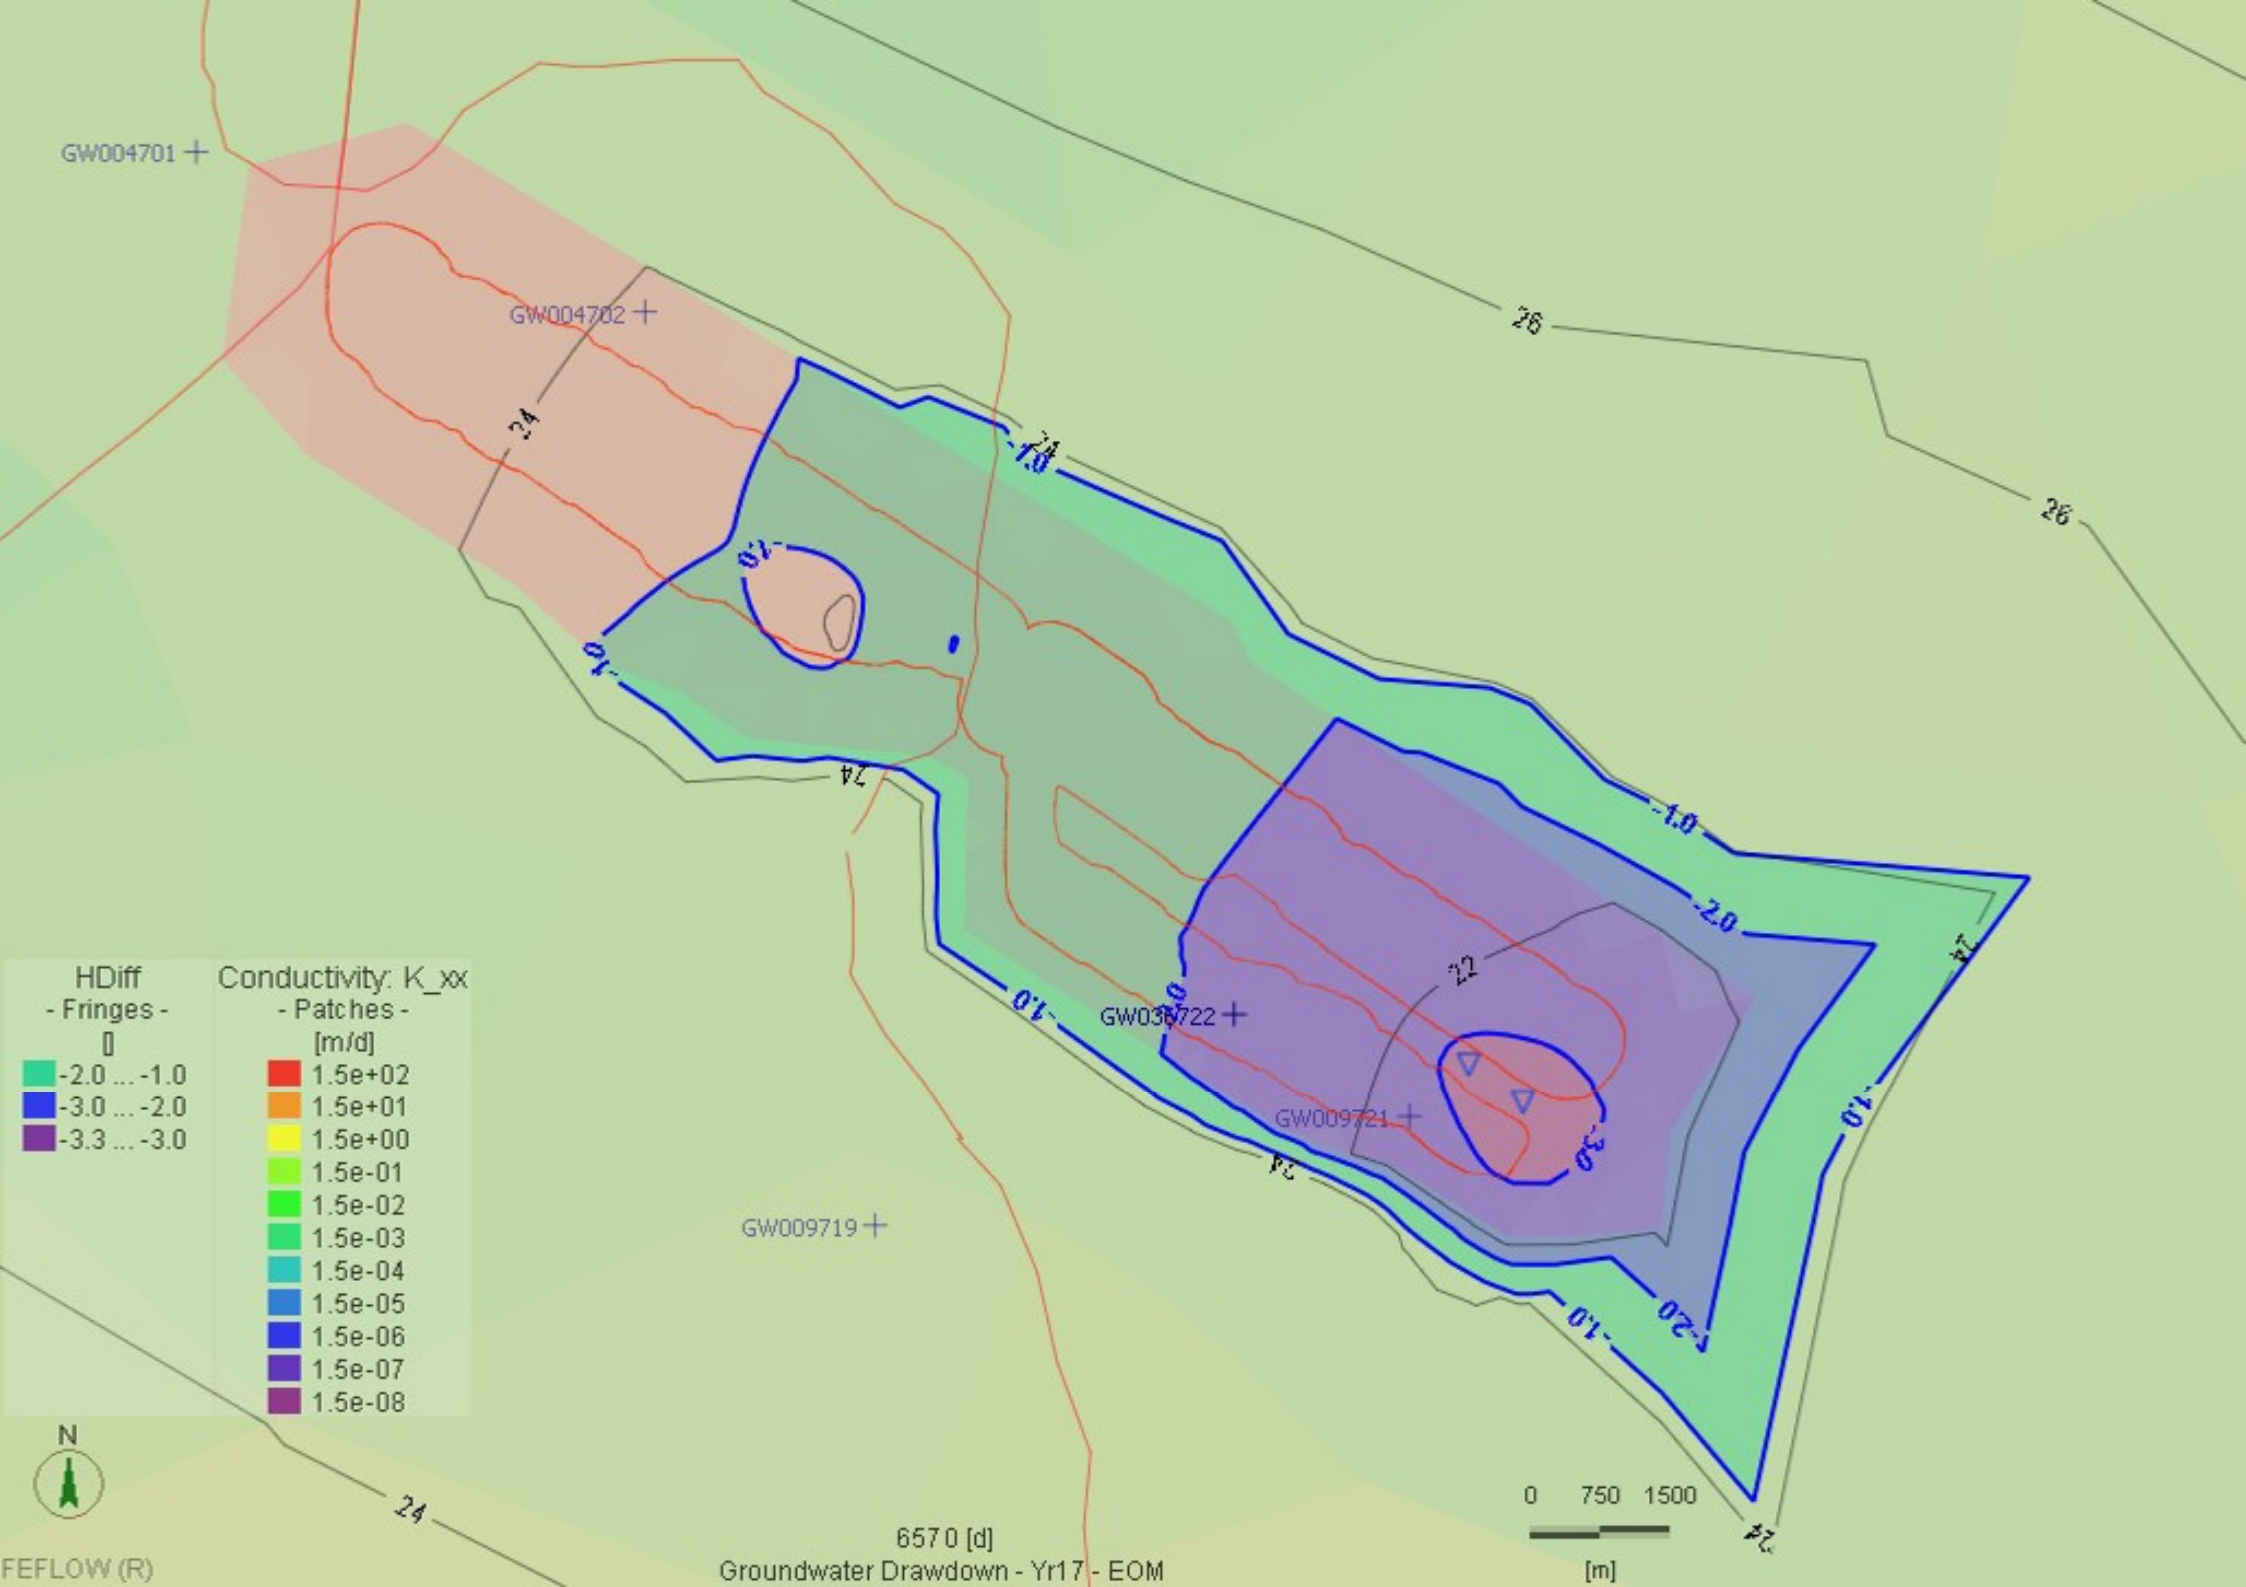 26
GW004701
GW004702
26
24
24
-1.0
26
-1.0
-1.0
24
-1.0
-2.0
24
22
-1.0
GW036722
GW009721
-3.0
-1.0
24
GW009719
-1.0
-2.0
24
24
HDiff
- Fringes -
[]
-2.0 ... -1.0
-3.0 ... -2.0
-3.3 ... -3.0
Conductivity: K_xx
- Patches -
[m/d]
1.5e+02
1.5e+01
1.5e+00
1.5e-01
1.5e-02
1.5e-03
1.5e-04
1.5e-05
1.5e-06
1.5e-07
1.5e-08
N
0 750 1500
[m]
6570 [d]
Groundwater Drawdown - Yr17 - EOM
FEFLOW (R)